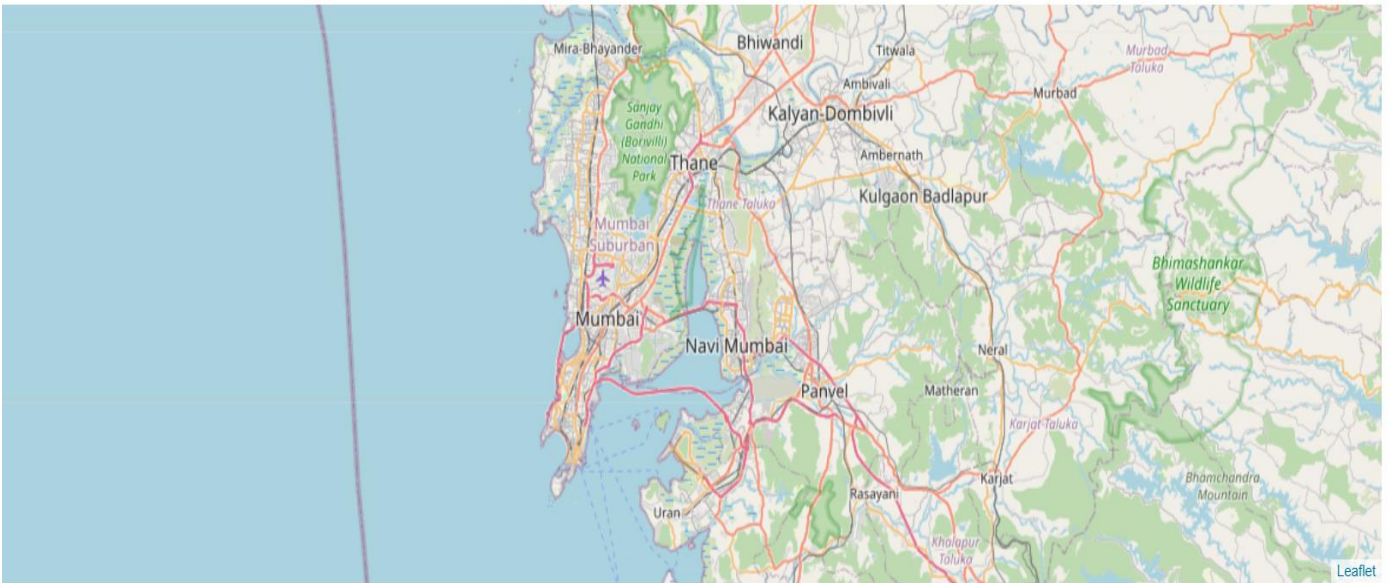 Mira-Bhayander
Bhiwandi
Titwala
Murbad
Taluka
Ambivali
Murbad
Sanjay
Gandhi
(Borivili)
National
Park
Kalyan-Dombivli
Thane
Ambernath
Kulgaon Badlapur
Thane Taluka
Mumbai
Suburban
Bhimashankar
Wildlife
Sanctuary
Mumbai
Navi Mumbai
Neral
Panvel
Matheran
Karjat Taluka
Karjat
Bhamchandra
Mountain
Rasayani
Uran
Khalapur
Taluka
Leaflet